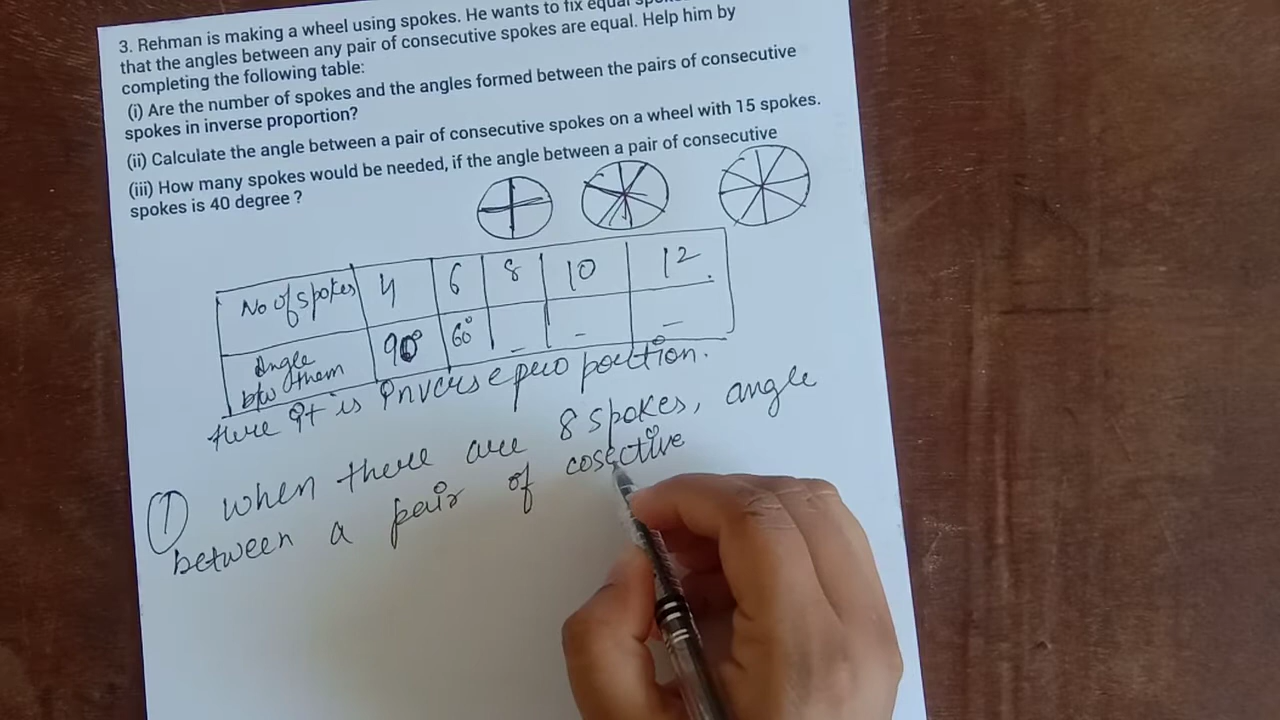 3. Rehman is making a wheel using spokes. He wants to fix equal
that the angles between any pair of consecutive spokes are equal. Help him by
completing the following table:
(i) Are the number of spokes and the angles formed between the pairs of consecutive
spokes in inverse proportion?
(ii) Calculate the angle between a pair of consecutive spokes on a wheel with 15 spokes.
(iii) How many spokes would be needed, if the angle between a pair of consecutive
spokes is 40 degree ?
No of spokes 4 6 8 10 12
Angle b/w them 90° 60° _ _ _
there it is inverse proportion.
① when there are 8 spokes, angle
between a pair of cosective